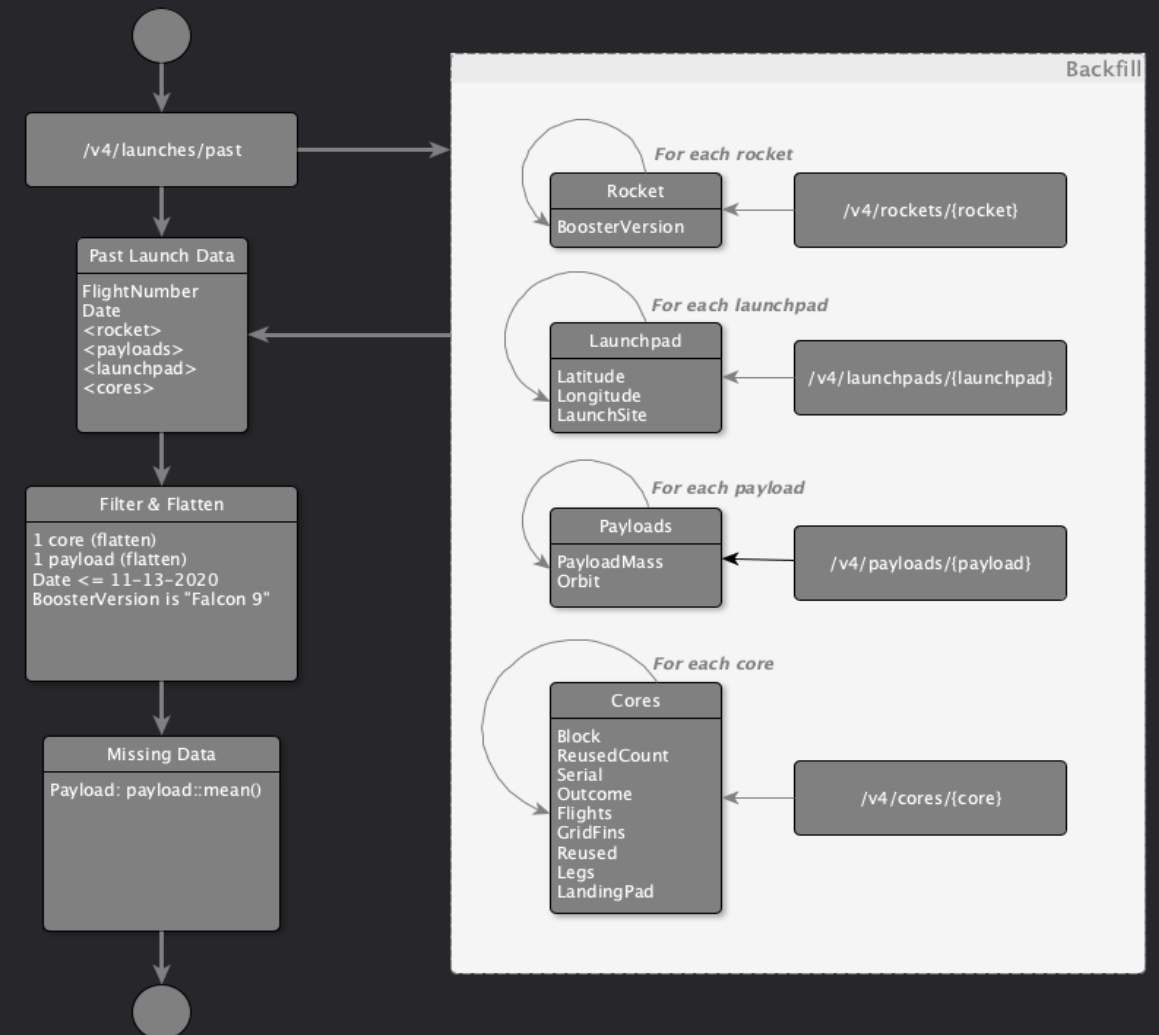 /v4/launches/past
Past Launch Data
FlightNumber
Date
<rocket>
<payloads>
<launchpad>
<cores>
Filter & Flatten
1 core (flatten)
1 payload (flatten)
Date <= 11-13-2020
BoosterVersion is "Falcon 9"
Missing Data
Payload: payload::mean()
Backfill
For each rocket
Rocket
BoosterVersion
/v4/rockets/{rocket}
For each launchpad
Launchpad
Latitude
Longitude
LaunchSite
/v4/launchpads/{launchpad}
For each payload
Payloads
PayloadMass
Orbit
/v4/payloads/{payload}
For each core
Cores
Block
ReusedCount
Serial
Outcome
Flights
GridFins
Reused
Legs
LandingPad
/v4/cores/{core}